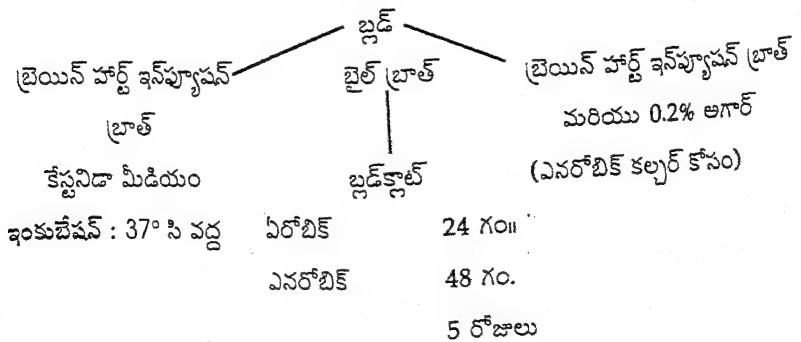 బ్లడ్
బ్రెయిన్ హార్ట్ ఇన్‌ఫ్యూషన్ బైల్ బ్రాత్ బ్రెయిన్ హార్ట్ ఇన్‌ఫ్యూషన్ బ్రాత్
బ్రాత్ మరియు 0.2% అగార్
కేస్టనిడా మీడియం బ్లడ్‌క్లాట్ (ఎనరోబిక్ కల్చర్ కోసం)
ఇంకుబేషన్ : 37° సి వద్ద ఏరోబిక్ 24 గం॥
ఎనరోబిక్ 48 గం.
5 రోజులు